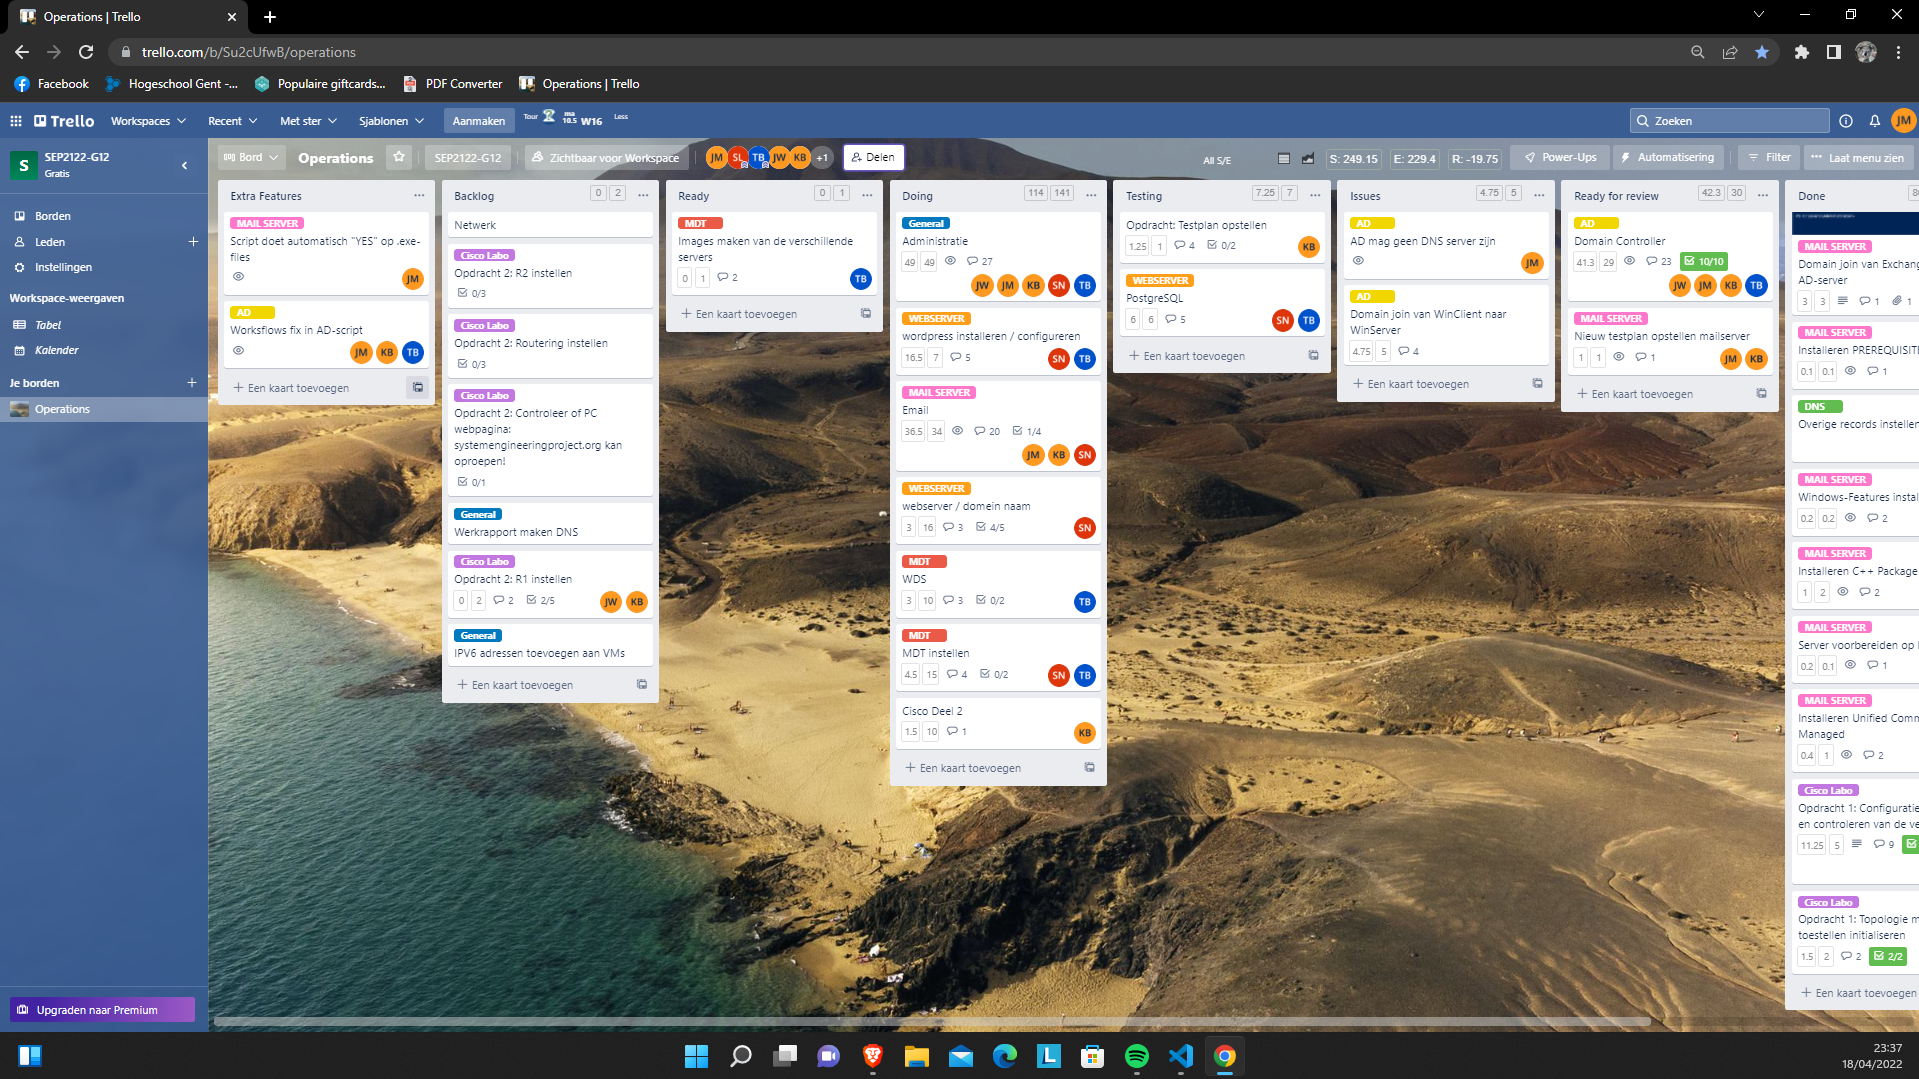 Operations | Trello
trello.com/b/Su2cUfwB/operations
Facebook
Hogeschool Gent -...
Populaire giftcards...
PDF Converter
Operations | Trello
Trello
Workspaces
Recent
Met ster
Sjablonen
Aanmaken
Tour
ma
10.5
W16
Less
Zoeken
JM
S
SEP2122-G12
Gratis
Borden
Leden
Instellingen
Workspace-weergaven
Tabel
Kalender
Je borden
Operations
Upgraden naar Premium
Bord
Operations
SEP2122-G12
Zichtbaar voor Workspace
JM
SL
TB
JW
KB
+1
Delen
All S/E
S: 249.15
E: 229.4
R: -19.75
Power-Ups
Automatisering
Filter
Laat menu zien
Extra Features
MAIL SERVER
Script doet automatisch "YES" op .exe-
files
JM
AD
Worksflows fix in AD-script
JM KB TB
Een kaart toevoegen
Backlog
0 2
Netwerk
Cisco Labo
Opdracht 2: R2 instellen
0/3
Cisco Labo
Opdracht 2: Routering instellen
0/3
Cisco Labo
Opdracht 2: Controleer of PC
webpagina:
systemengineeringproject.org kan
oproepen!
0/1
General
Werkrapport maken DNS
Cisco Labo
Opdracht 2: R1 instellen
0 2 2 2/5 JW KB
General
IPV6 adressen toevoegen aan VMs
Een kaart toevoegen
Ready
0 1
MDT
Images maken van de verschillende
servers
0 1 2 TB
Een kaart toevoegen
Doing
114 141
General
Administratie
49 49 27
JW JM KB SN TB
WEBSERVER
wordpress installeren / configureren
16.5 7 5 SN TB
MAIL SERVER
Email
36.5 34 20 1/4
JM KB SN
WEBSERVER
webserver / domein naam
3 16 3 4/5 SN
MDT
WDS
3 10 3 0/2 TB
MDT
MDT instellen
4.5 15 4 0/2 SN TB
Cisco Deel 2
1.5 10 1 KB
Een kaart toevoegen
Testing
7.25 7
Opdracht: Testplan opstellen
1.25 1 4 0/2 KB
WEBSERVER
PostgreSQL
6 6 5 SN TB
Een kaart toevoegen
Issues
4.75 5
AD
AD mag geen DNS server zijn
JM
AD
Domein join van WinClient naar
WinServer
4.75 5 4
Een kaart toevoegen
Ready for review
42.3 30
AD
Domain Controller
41.3 29 23 10/10
JW JM KB TB
MAIL SERVER
Nieuw testplan opstellen mailserver
1 1 1 JM KB
Een kaart toevoegen
Done
MAIL SERVER
Domein join van Exchan
AD-server
3 3 1 1
MAIL SERVER
Installeren PREREQUISITE
0.1 0.1 1
DNS
Overige records instellen
MAIL SERVER
Windows-Features instal
0.2 0.2 2
MAIL SERVER
Installeren C++ Package
1 2 2
MAIL SERVER
Server voorbereiden op
0.2 0.1 1
MAIL SERVER
Installeren Unified Comm
Managed
0.4 1 2
Cisco Labo
Opdracht 1: Configuratie
en controleren van de ve
11.25 5 9
Cisco Labo
Opdracht 1: Topologie m
toestellen initialiseren
1.5 2 2 2/2
Een kaart toevoegen
L
23:37
18/04/2022